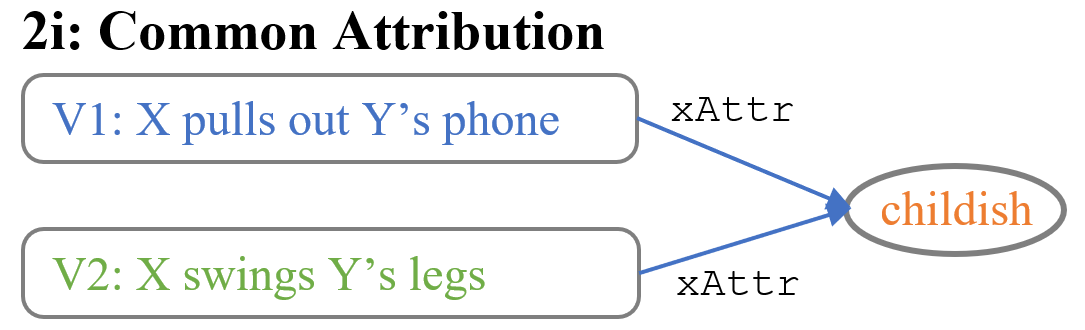 2i: Common Attribution
V1: X pulls out Y’s phone
xAttr
childish
V2: X swings Y’s legs
xAttr